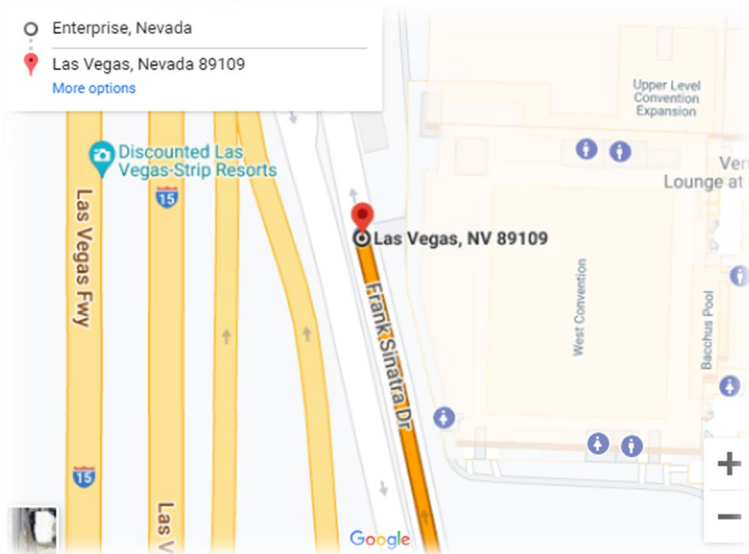 Enterprise, Nevada
Las Vegas, Nevada 89109
More options
Upper Level
Convention
Expansion
Discounted Las
Vegas-Strip Resorts
15
Lounge at
Las Vegas, NV 89109
Las Vegas Fwy
Frank Sinatra Dr
West Convention
Bacchus Pool
15
Las V
Google